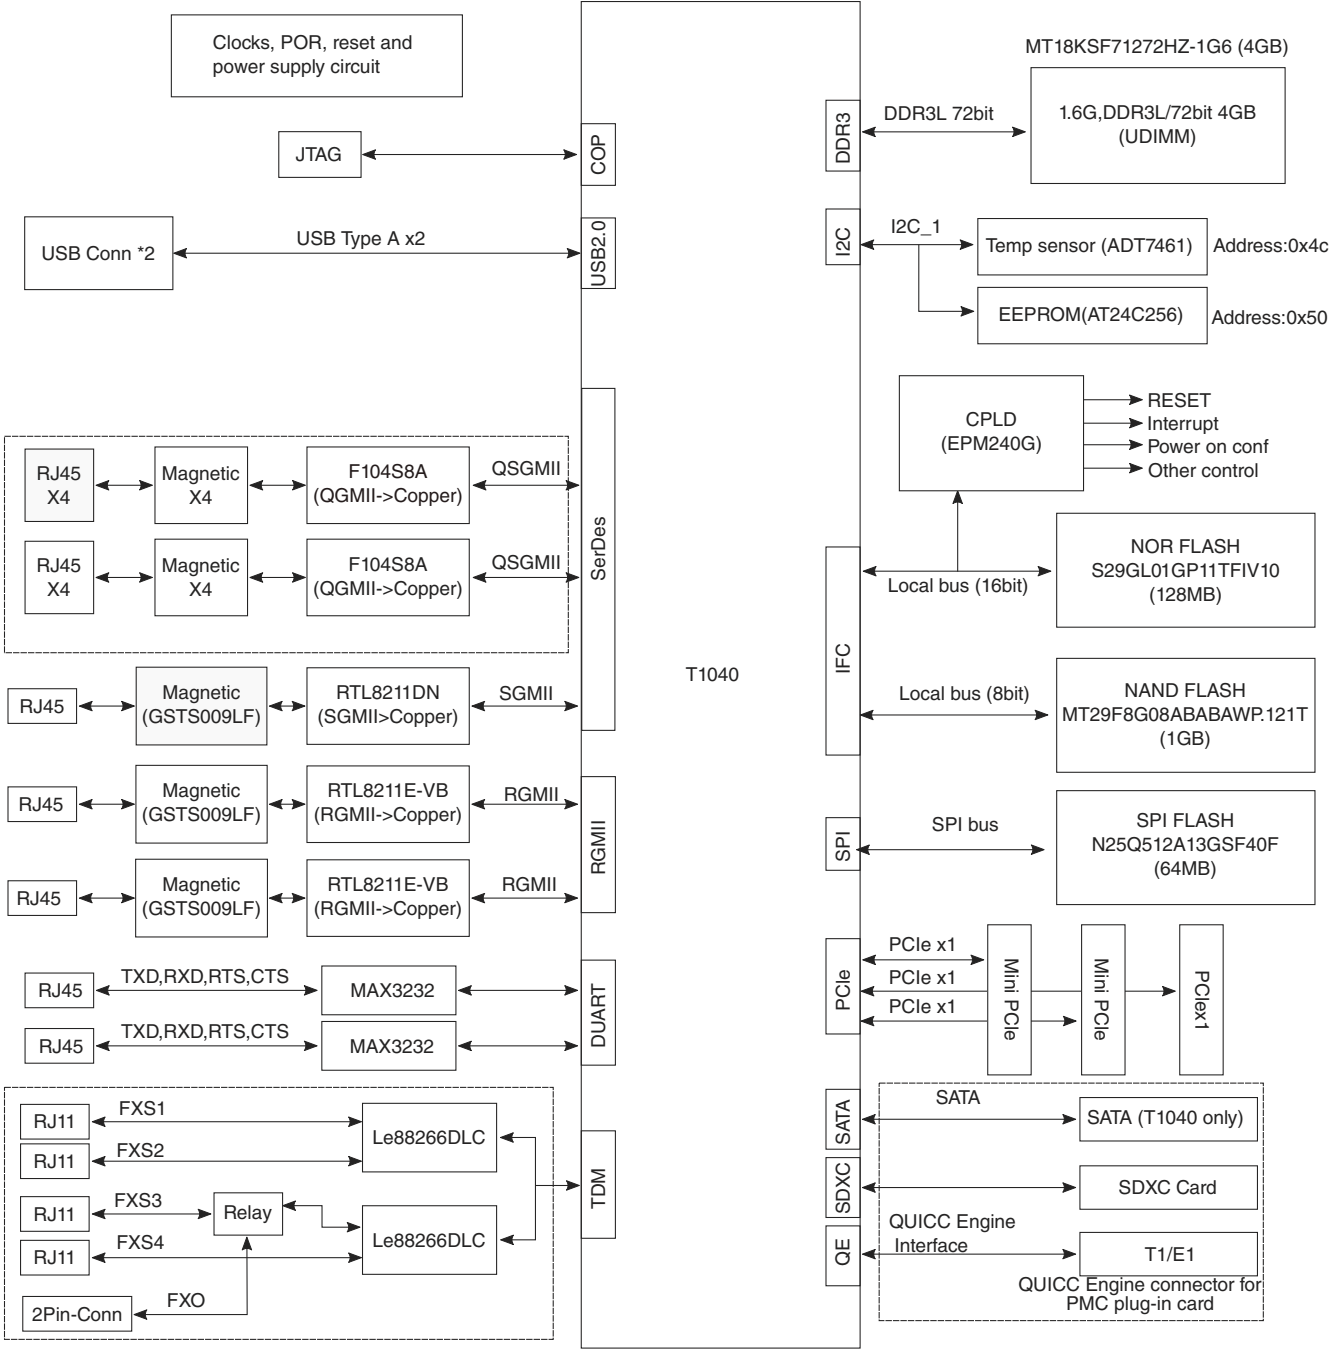 Clocks, POR, reset and
power supply circuit
JTAG
COP
USB Conn *2
USB Type A x2
USB2.0
RJ45
X4
Magnetic
X4
F104S8A
(QGMII->Copper)
QSGMII
RJ45
X4
Magnetic
X4
F104S8A
(QGMII->Copper)
QSGMII
SerDes
RJ45
Magnetic
(GSTS009LF)
RTL8211DN
(SGMII>Copper)
SGMII
RJ45
Magnetic
(GSTS009LF)
RTL8211E-VB
(RGMII->Copper)
RGMII
RJ45
Magnetic
(GSTS009LF)
RTL8211E-VB
(RGMII->Copper)
RGMII
RGMII
RJ45
TXD,RXD,RTS,CTS
MAX3232
RJ45
TXD,RXD,RTS,CTS
MAX3232
DUART
RJ11
FXS1
RJ11
FXS2
Le88266DLC
RJ11
FXS3
Relay
RJ11
FXS4
Le88266DLC
2Pin-Conn
FXO
TDM
T1040
MT18KSF71272HZ-1G6 (4GB)
DDR3
DDR3L 72bit
1.6G,DDR3L/72bit 4GB
(UDIMM)
I2C
I2C_1
Temp sensor (ADT7461)
Address:0x4c
EEPROM(AT24C256)
Address:0x50
CPLD
(EPM240G)
RESET
Interrupt
Power on conf
Other control
IFC
Local bus (16bit)
NOR FLASH
S29GL01GP11TFIV10
(128MB)
Local bus (8bit)
NAND FLASH
MT29F8G08ABABAWP.121T
(1GB)
SPI
SPI bus
SPI FLASH
N25Q512A13GSF40F
(64MB)
PCIe
PCIe x1
PCIe x1
PCIe x1
Mini PCIe
Mini PCIe
PCIex1
SATA
SATA
SATA (T1040 only)
SDXC
SDXC Card
QE
QUICC Engine
Interface
T1/E1
QUICC Engine connector for
PMC plug-in card